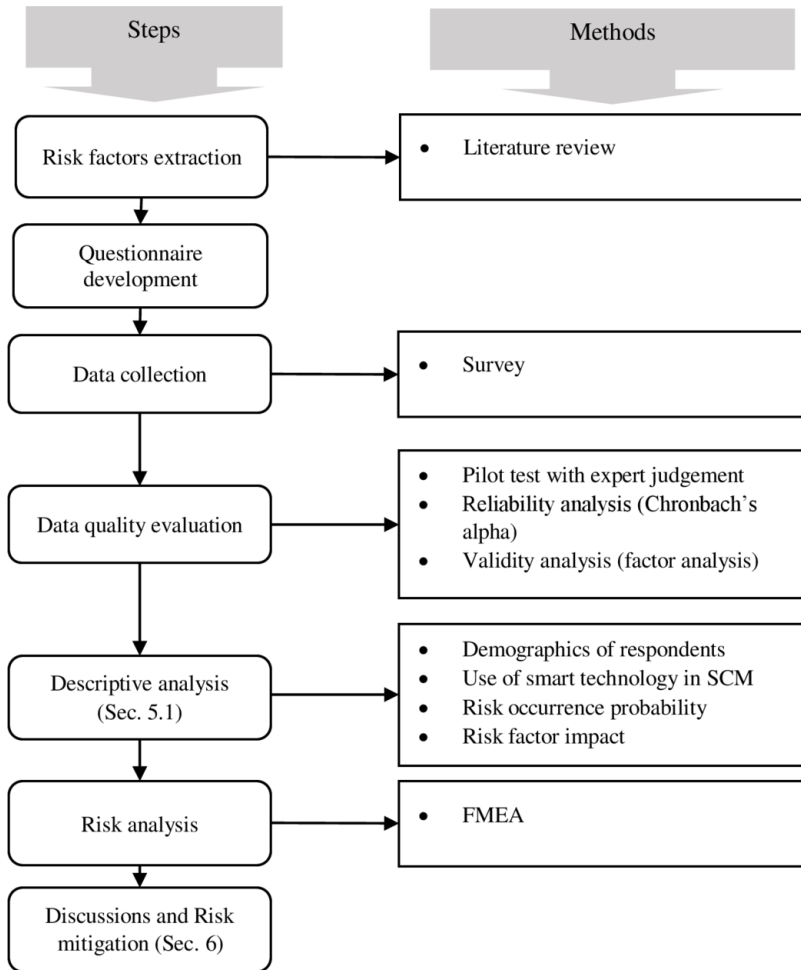 Steps
Methods
Risk factors extraction
• Literature review
Questionnaire
development
Data collection
• Survey
Data quality evaluation
• Pilot test with expert judgement
• Reliability analysis (Chronbach's
alpha)
• Validity analysis (factor analysis)
Descriptive analysis
(Sec. 5.1)
• Demographics of respondents
• Use of smart technology in SCM
• Risk occurrence probability
• Risk factor impact
Risk analysis
• FMEA
Discussions and Risk
mitigation (Sec. 6)